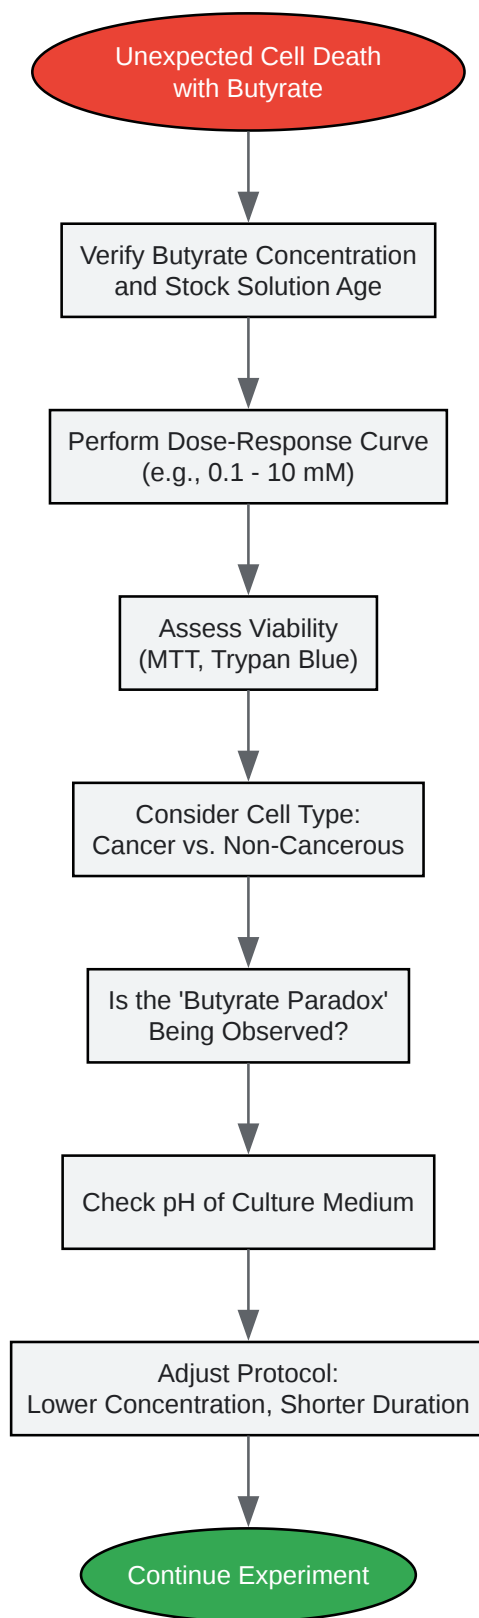 Unexpected Cell Death
with Butyrate
Verify Butyrate Concentration
and Stock Solution Age
Perform Dose-Response Curve
(e.g., 0.1 - 10 mM)
Assess Viability
(MTT, Trypan Blue)
Consider Cell Type:
Cancer vs. Non-Cancerous
Is the 'Butyrate Paradox'
Being Observed?
Check pH of Culture Medium
Adjust Protocol:
Lower Concentration, Shorter Duration
Continue Experiment